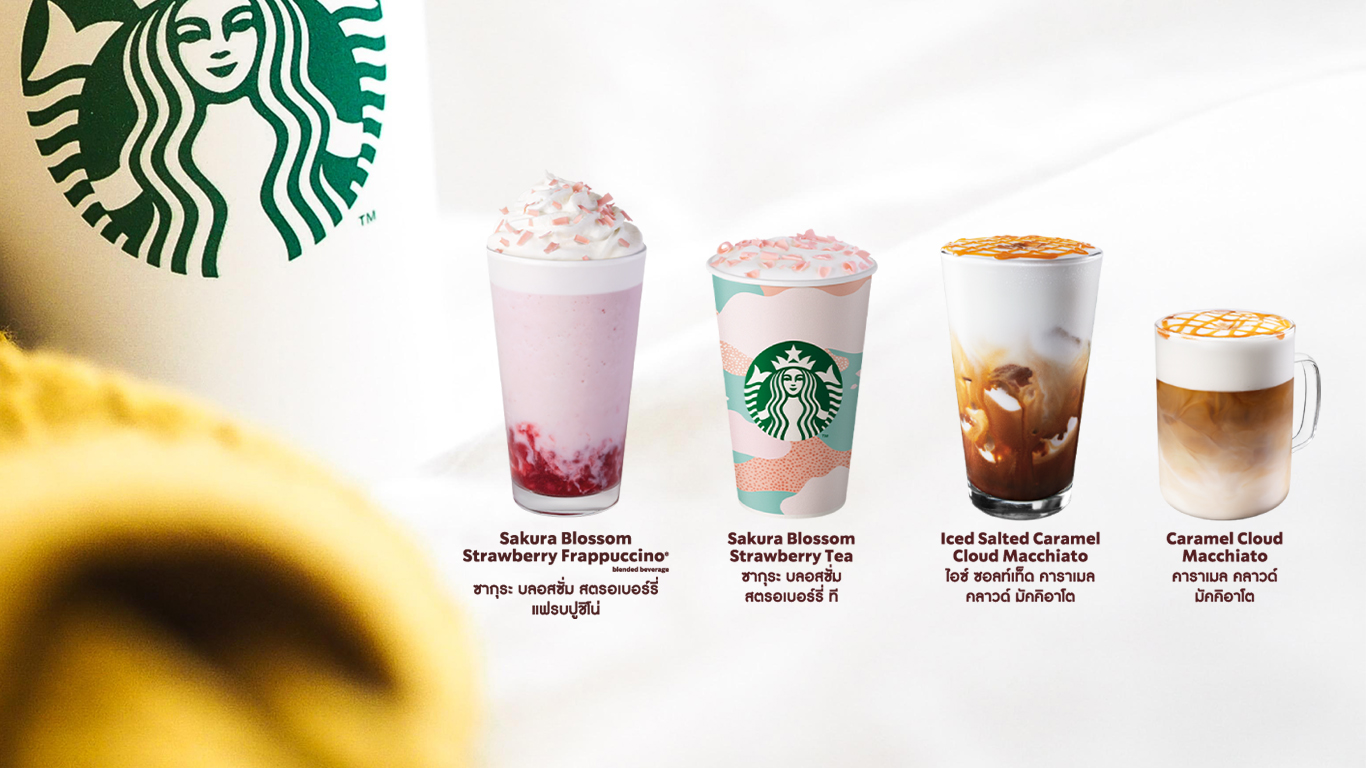 TM
Sakura Blossom
Strawberry Frappuccino®
blended beverage
ซากุระ บลอสซั่ม สตรอเบอร์รี่
แฟรบปูชิโน่
Sakura Blossom
Strawberry Tea
ซากุระ บลอสซั่ม
สตรอเบอร์รี่ ที
Iced Salted Caramel
Cloud Macchiato
ไอซ์ ซอลท์เท็ด คาราเมล
คลาวด์ มัคคิอาโต
Caramel Cloud
Macchiato
คาราเมล คลาวด์
มัคคิอาโต